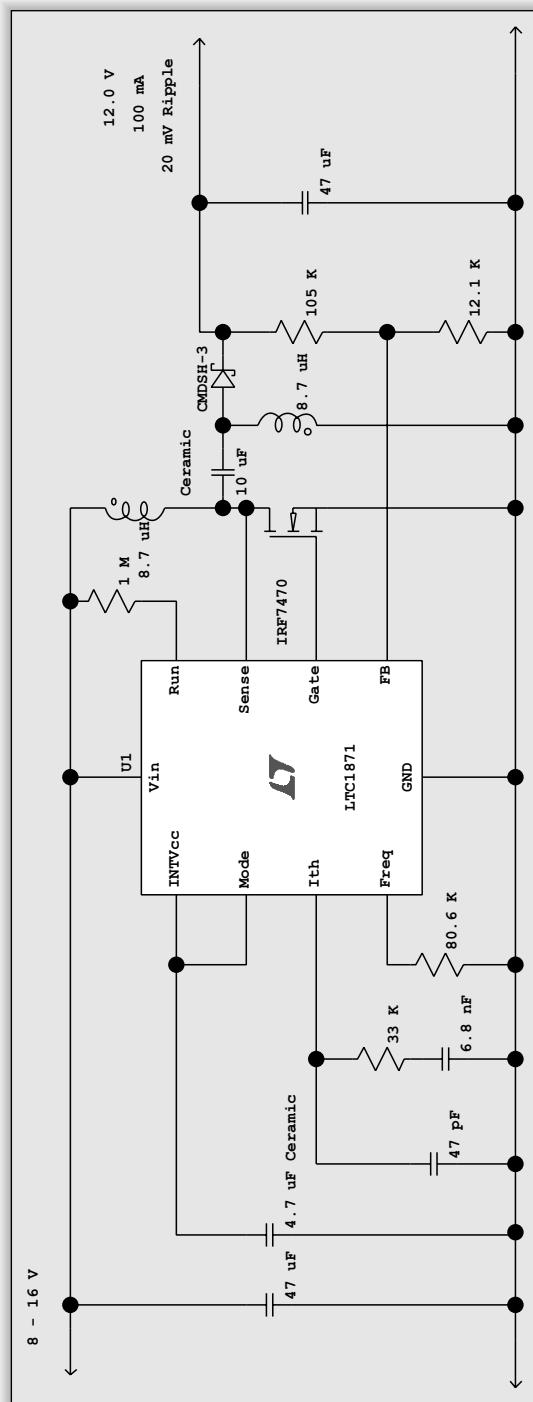 8 - 16 V
47 uF
4.7 uF Ceramic
47 pF
33 K
6.8 nF
80.6 K
INTVcc
Mode
Ith
Freq
U1
Vin
LT
LTC1871
GND
Run
Sense
Gate
FB
1 M
8.7 uH
IRF7470
Ceramic
10 uF
CMDSH-3
8.7 uH
105 K
12.1 K
47 uF
12.0 V
100 mA
20 mV Ripple